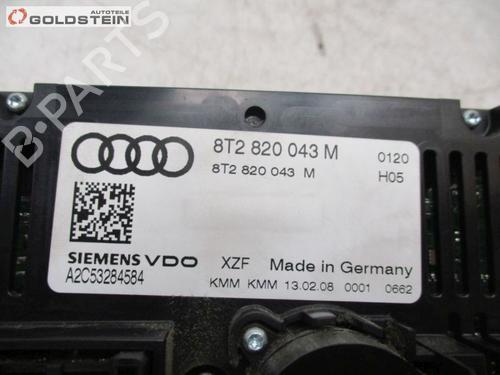 GOLDSTEIN
B-PARTS
8T2 820 043 M 0120
8T2 820 043 M H05
SIEMENS VDO XZF Made in Germany
A2C53284584 KMM KMM 13.02.08 0001 0662